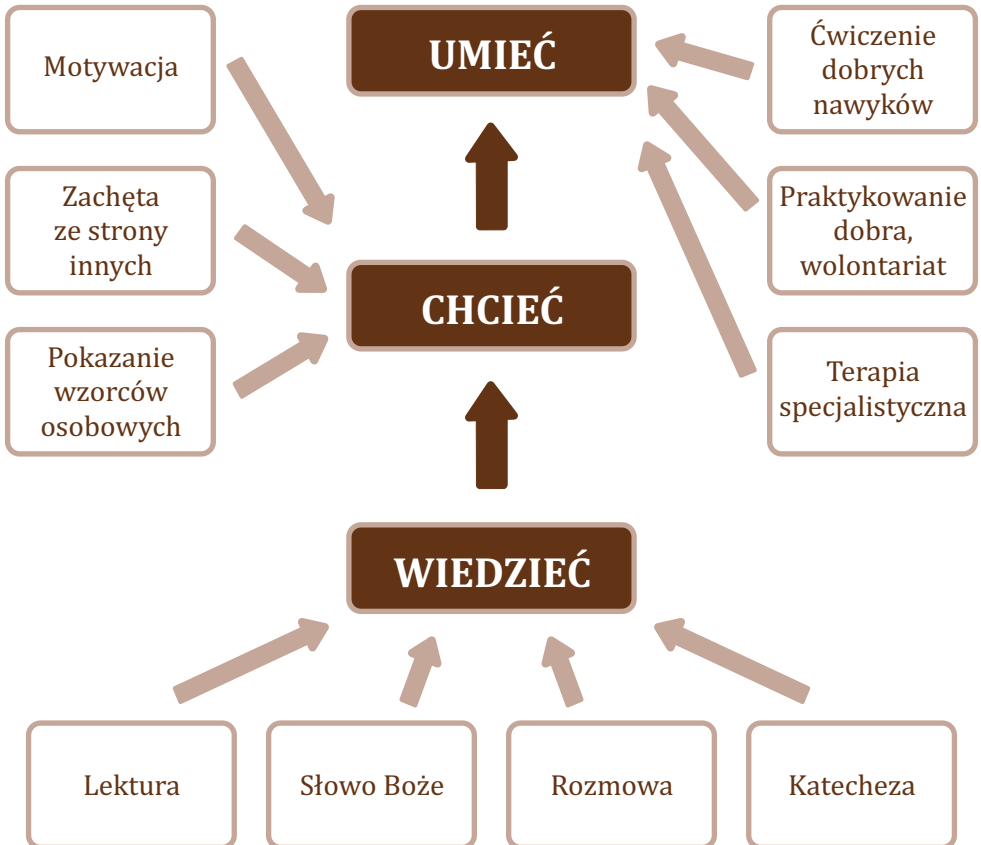 Motywacja
UMIEĆ
Ćwiczenie
dobrych
nawyków
Zachęta
ze strony
innych
Praktykowanie
dobra,
wolontariat
CHCIEĆ
Pokazanie
wzorców
osobowych
Terapia
specjalistyczna
WIEDZIEĆ
Lektura
Słowo Boże
Rozmowa
Katecheza